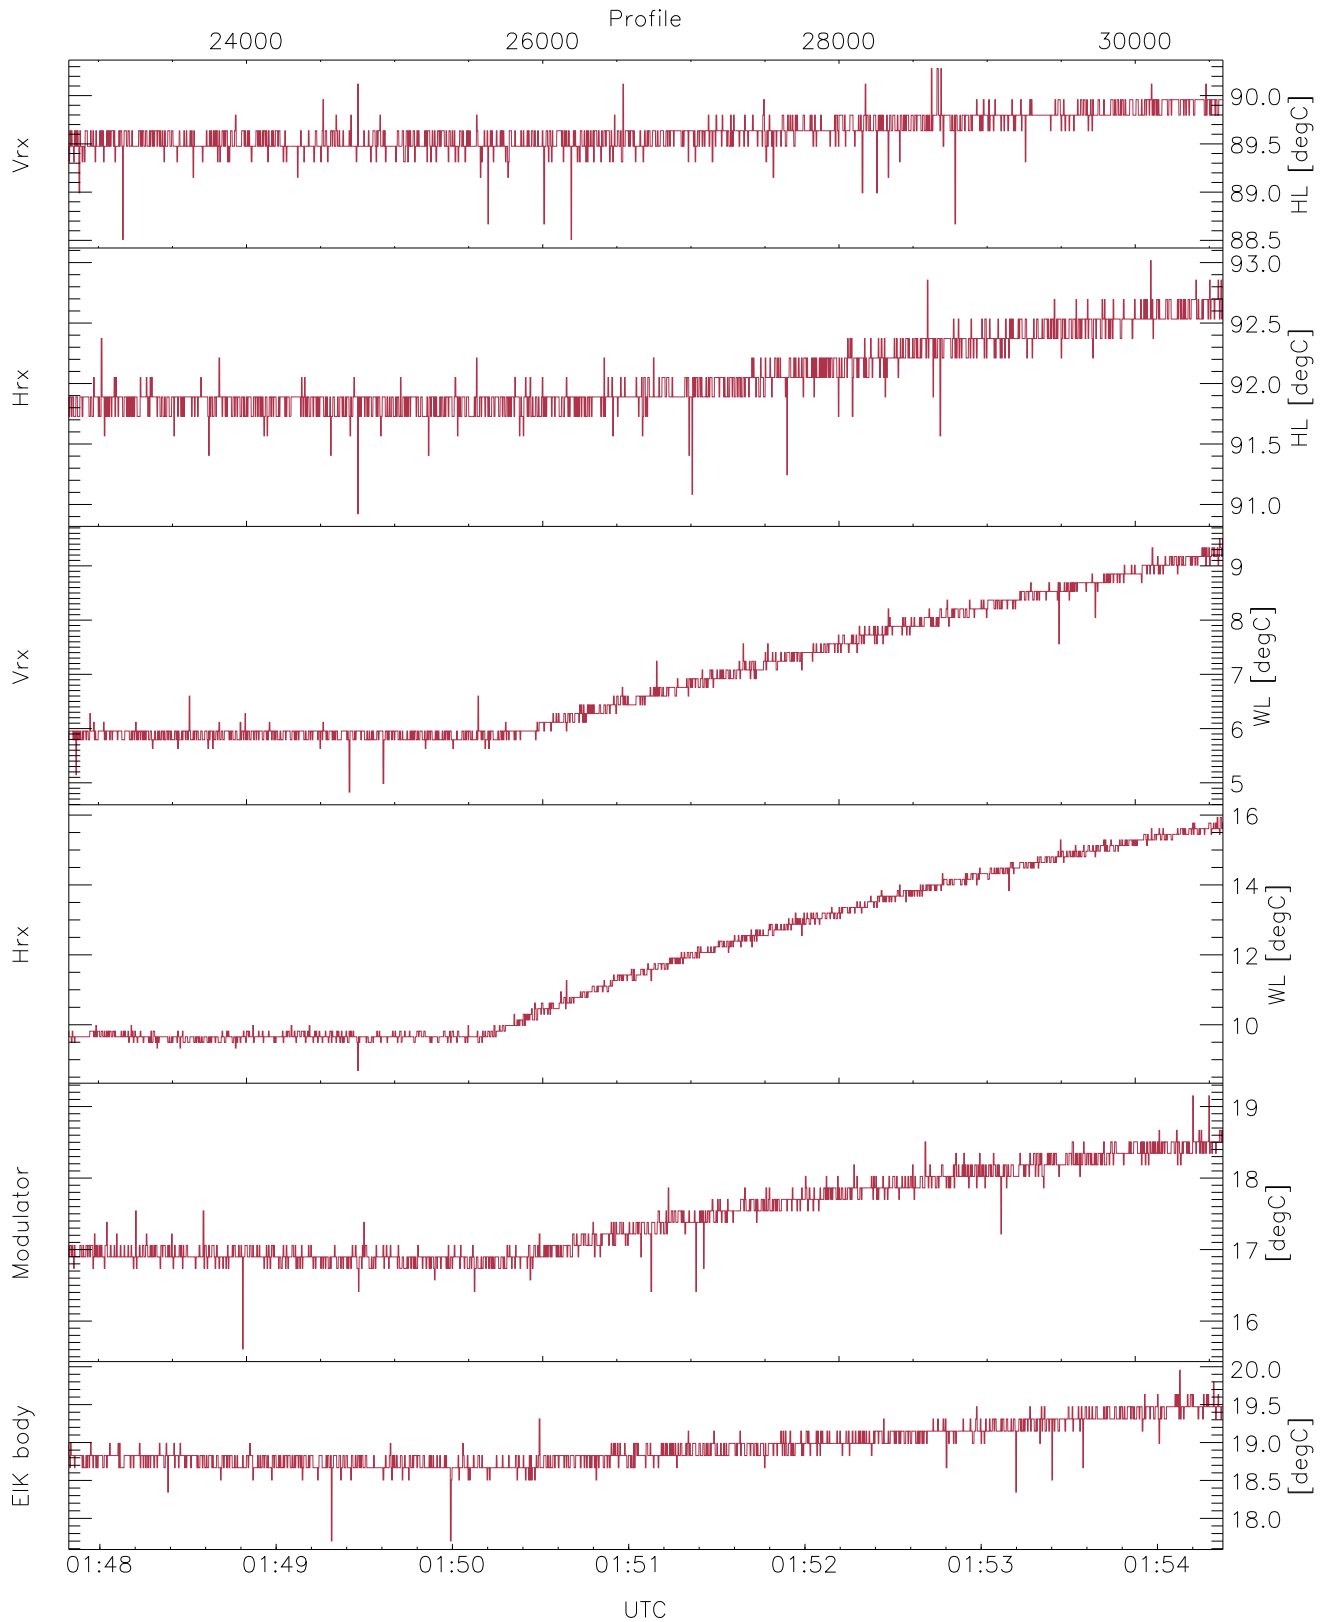 Profile
24000 26000 28000 30000
Vrx
90.0
89.5
89.0
88.5
HL [degC]
Hrx
93.0
92.5
92.0
91.5
91.0
HL [degC]
Vrx
9
8
7
6
5
WL [degC]
Hrx
16
14
12
10
WL [degC]
Modulator
19
18
17
16
[degC]
EIK body
20.0
19.5
19.0
18.5
18.0
[degC]
01:48 01:49 01:50 01:51 01:52 01:53 01:54
UTC